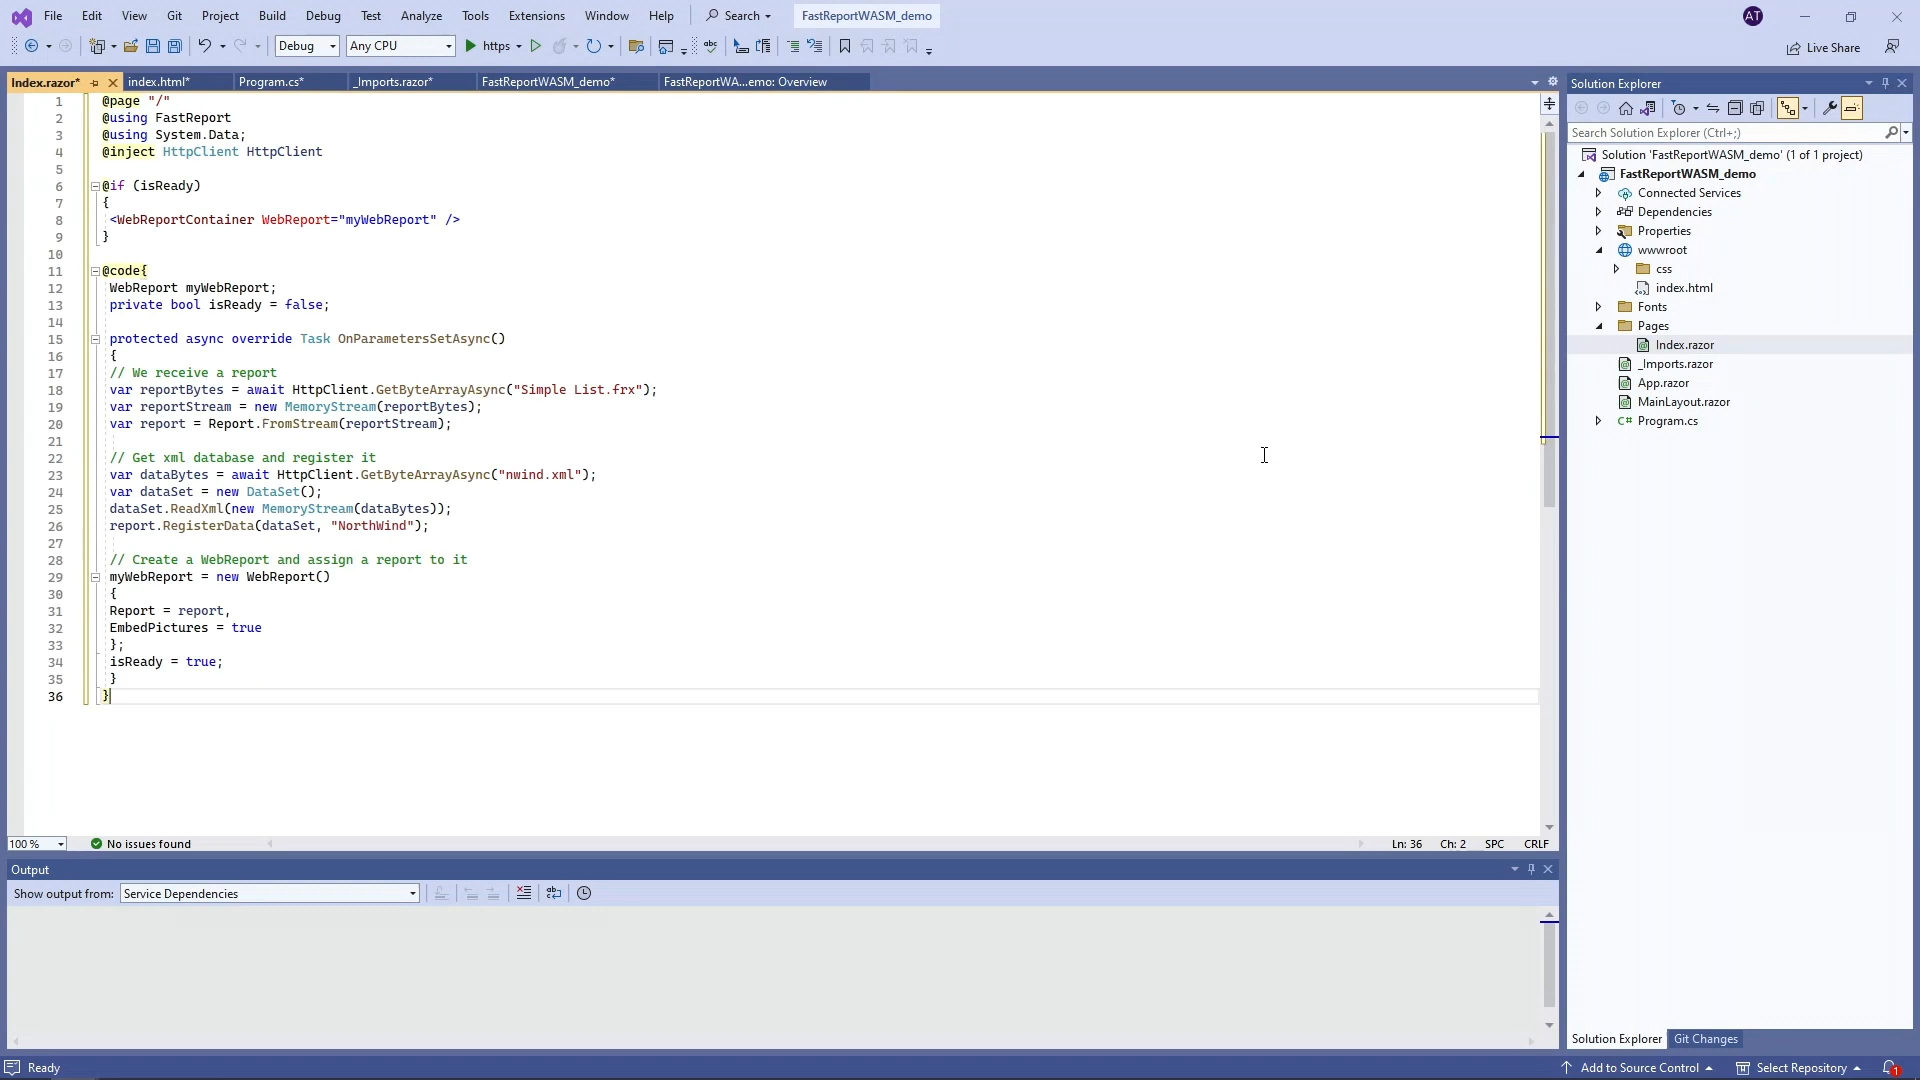 File Edit View Git Project Build Debug Test Analyze Tools Extensions Window Help Search FastReportWASM_demo AT
Debug Any CPU https Live Share
Index.razor* index.html* Program.cs* _Imports.razor* FastReportWASM_demo* FastReportWA...emo: Overview
1 @page "/"
2 @using FastReport
3 @using System.Data;
4 @inject HttpClient HttpClient
5
6 @if (isReady)
7 {
8 <WebReportContainer WebReport="myWebReport" />
9 }
10
11 @code{
12 WebReport myWebReport;
13 private bool isReady = false;
14
15 protected async override Task OnParametersSetAsync()
16 {
17 // We receive a report
18 var reportBytes = await HttpClient.GetByteArrayAsync("Simple List.frx");
19 var reportStream = new MemoryStream(reportBytes);
20 var report = Report.FromStream(reportStream);
21
22 // Get xml database and register it
23 var dataBytes = await HttpClient.GetByteArrayAsync("nwind.xml");
24 var dataSet = new DataSet();
25 dataSet.ReadXml(new MemoryStream(dataBytes));
26 report.RegisterData(dataSet, "NorthWind");
27
28 // Create a WebReport and assign a report to it
29 myWebReport = new WebReport()
30 {
31 Report = report,
32 EmbedPictures = true
33 };
34 isReady = true;
35 }
36 }
100 % No issues found Ln: 36 Ch: 2 SPC CRLF
Output
Show output from: Service Dependencies
Solution Explorer
Search Solution Explorer (Ctrl+;)
Solution 'FastReportWASM_demo' (1 of 1 project)
FastReportWASM_demo
Connected Services
Dependencies
Properties
wwwroot
css
index.html
Fonts
Pages
Index.razor
_Imports.razor
App.razor
MainLayout.razor
C# Program.cs
Solution Explorer Git Changes
Ready Add to Source Control Select Repository 1